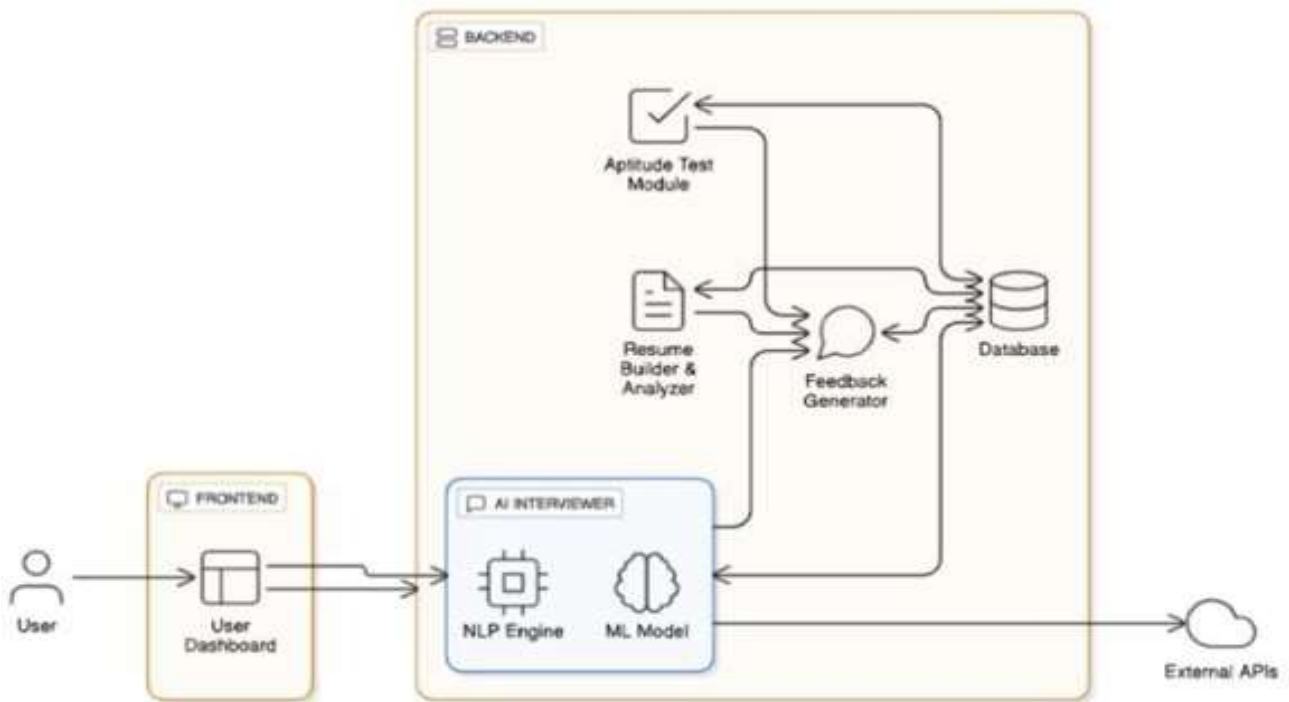 BACKEND
Aptitude Test
Module
Resume
Builder &
Analyzer
Feedback
Generator
Database
FRONTEND
AI INTERVIEWER
User
User
Dashboard
NLP Engine
ML Model
External APIs